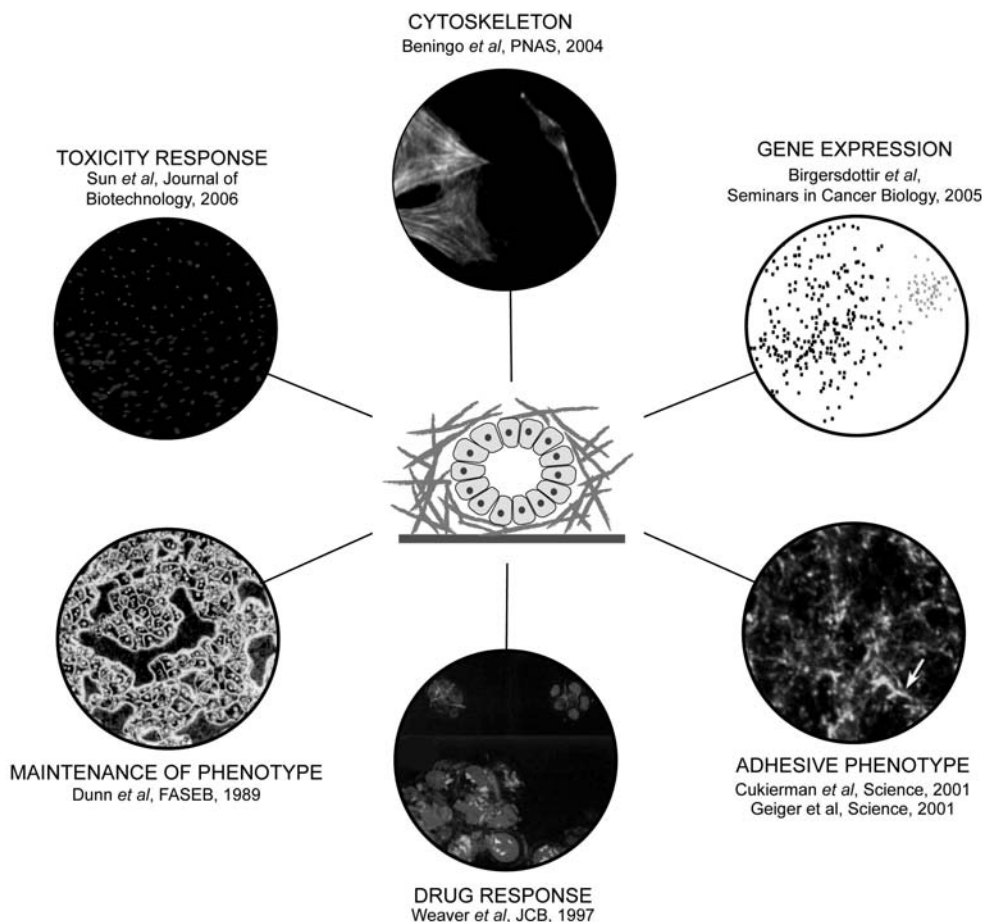 CYTOSKELETON
Beningo et al, PNAS, 2004
TOXICITY RESPONSE
Sun et al, Journal of
Biotechnology, 2006
GENE EXPRESSION
Birgersdottir et al,
Seminars in Cancer Biology, 2005
MAINTENANCE OF PHENOTYPE
Dunn et al, FASEB, 1989
ADHESIVE PHENOTYPE
Cukierman et al, Science, 2001
Geiger et al, Science, 2001
DRUG RESPONSE
Weaver et al, JCB, 1997